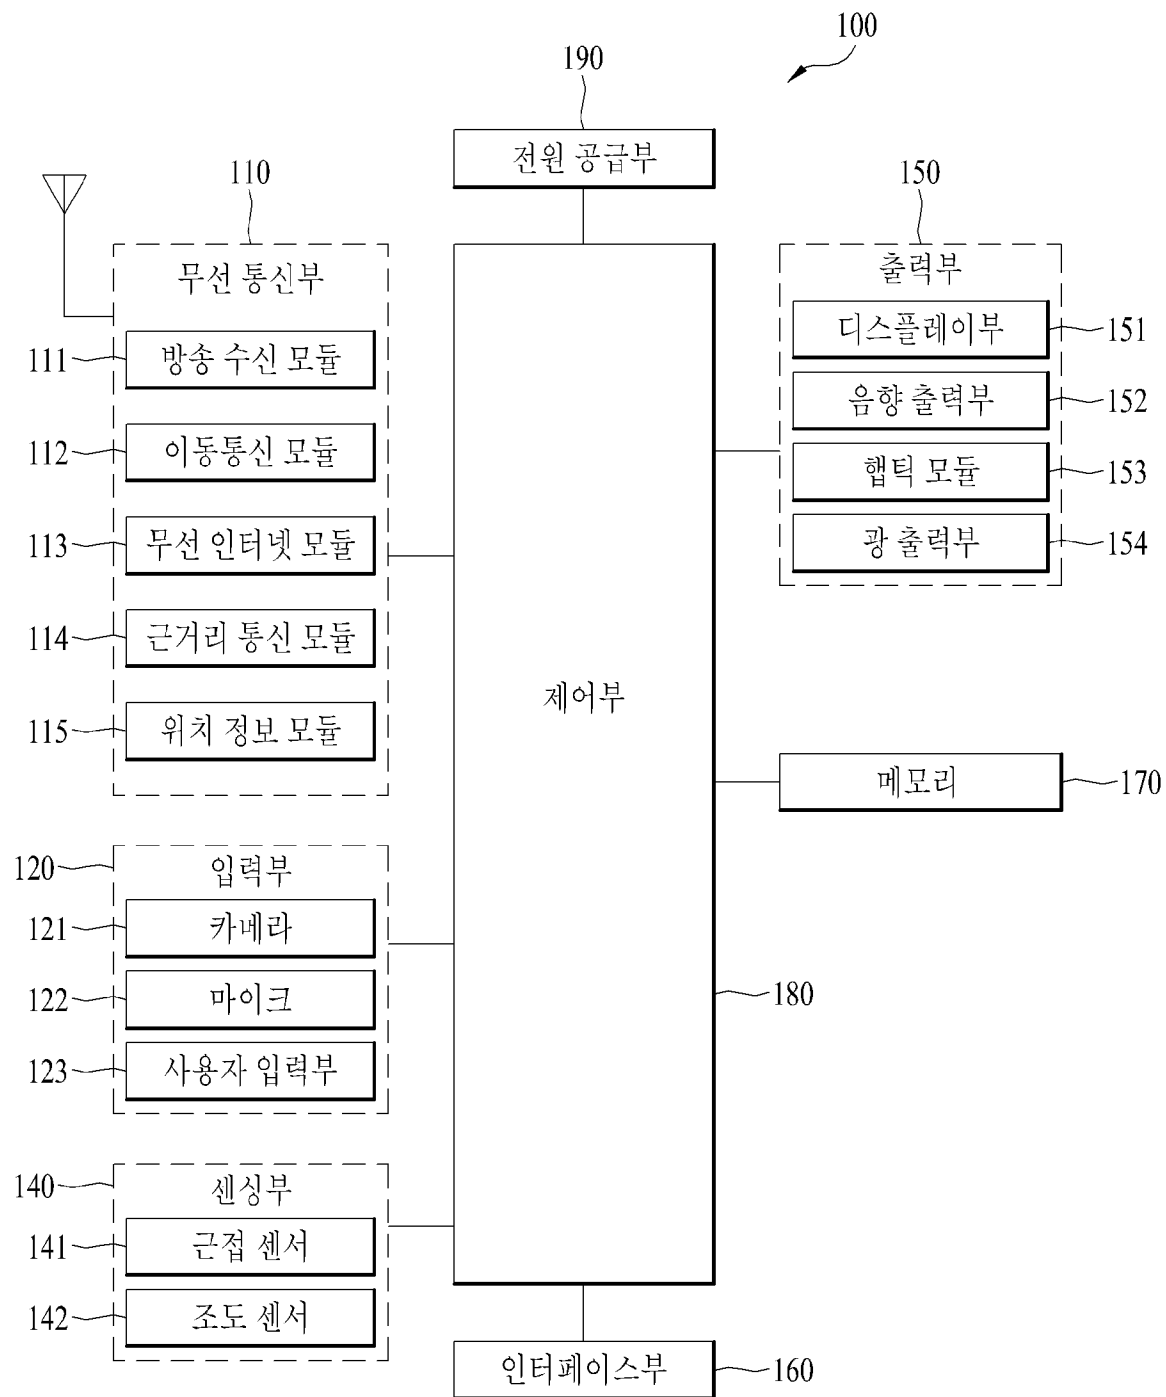 100
190
전원 공급부
110
무선 통신부
111
방송 수신 모듈
112
이동통신 모듈
113
무선 인터넷 모듈
114
근거리 통신 모듈
115
위치 정보 모듈
120
입력부
121
카메라
122
마이크
123
사용자 입력부
140
센싱부
141
근접 센서
142
조도 센서
제어부
180
150
출력부
디스플레이부
151
음향 출력부
152
햅틱 모듈
153
광 출력부
154
메모리
170
인터페이스부
160